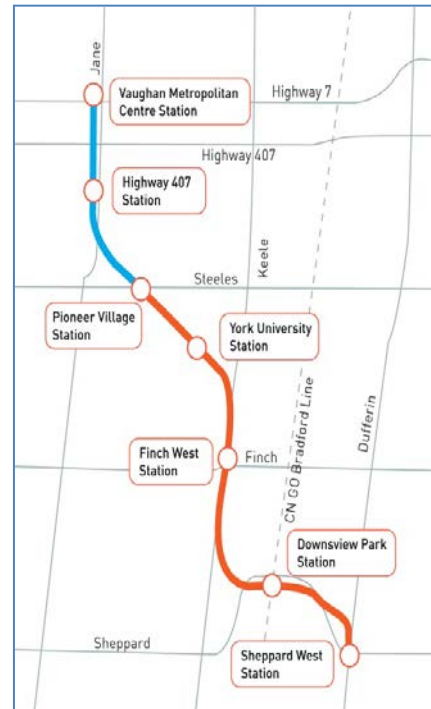 Jane
Vaughan Metropolitan
Centre Station
Highway 7
Highway 407
Highway 407
Station
Keele
Steeles
Pioneer Village
Station
York University
Station
Dufferin
Finch West
Station
Finch
CN GO Bradford Line
Downsview Park
Station
Sheppard
Sheppard West
Station